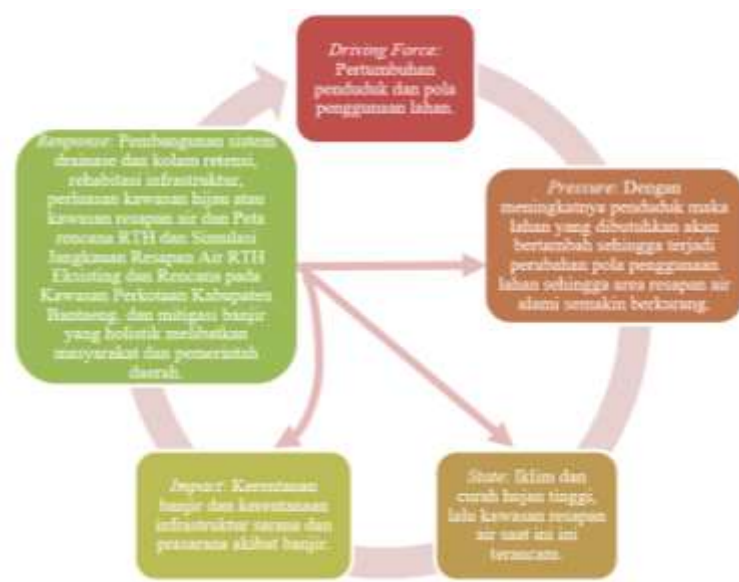 Driving Force:
Pertumbuhan
penduduk dan pola
penggunaan lahan.
Response: Pembangunan sistem
drainase dan kolam retensi,
rehabilitasi infrastruktur,
perluasan kawasan hijau atau
kawasan resapan air dan Peta
rencana RTH dan Simulasi
Jangkauan Resapan Air RTH
Eksisting dan Rencana pada
Kawasan Perkotaan Kabupaten
Bantaeng, dan mitigasi banjir
yang holistik melibatkan
masyarakat dan pemerintah
daerah.
Pressure: Dengan
meningkatnya penduduk maka
lahan yang dibutuhkan akan
bertambah sehingga terjadi
perubahan pola penggunaan
lahan sehingga area resapan air
alami semakin berkurang.
Impact: Kerentanan
banjir dan kerentanaan
infrastruktur sarana dan
prasarana akibat banjir.
State: Iklim dan
curah hujan tinggi,
lalu kawasan resapan
air saat ini ini
terancam.